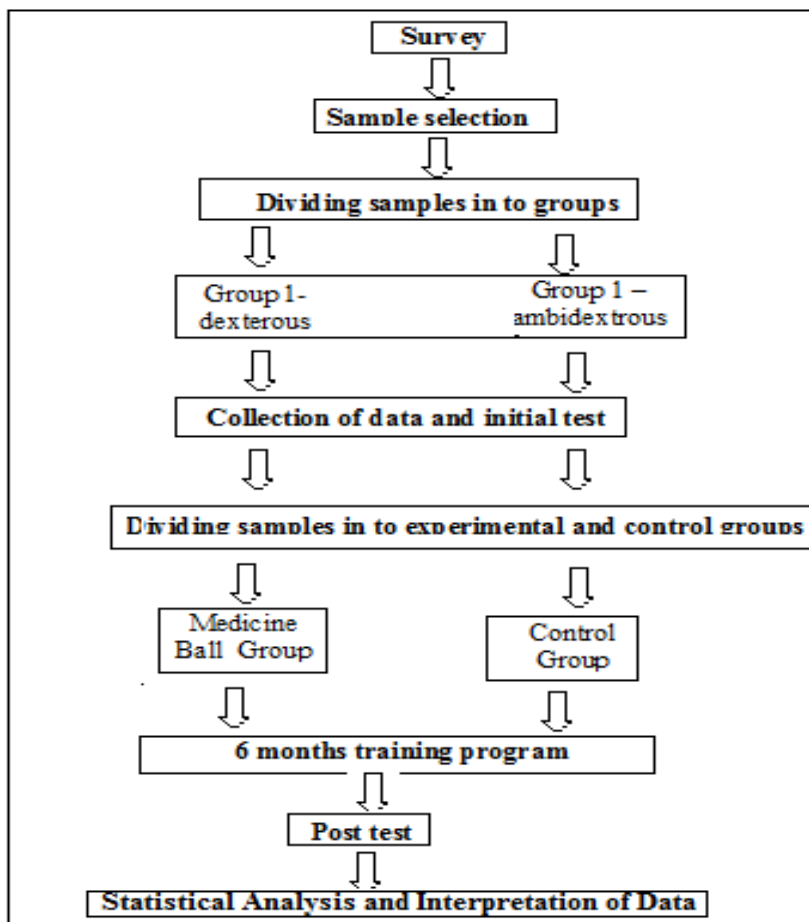 Survey
Sample selection
Dividing samples in to groups
Group 1-
dexterous
Group 1 –
ambidextrous
Collection of data and initial test
Dividing samples in to experimental and control groups
Medicine
Ball Group
Control
Group
6 months training program
Post test
Statistical Analysis and Interpretation of Data